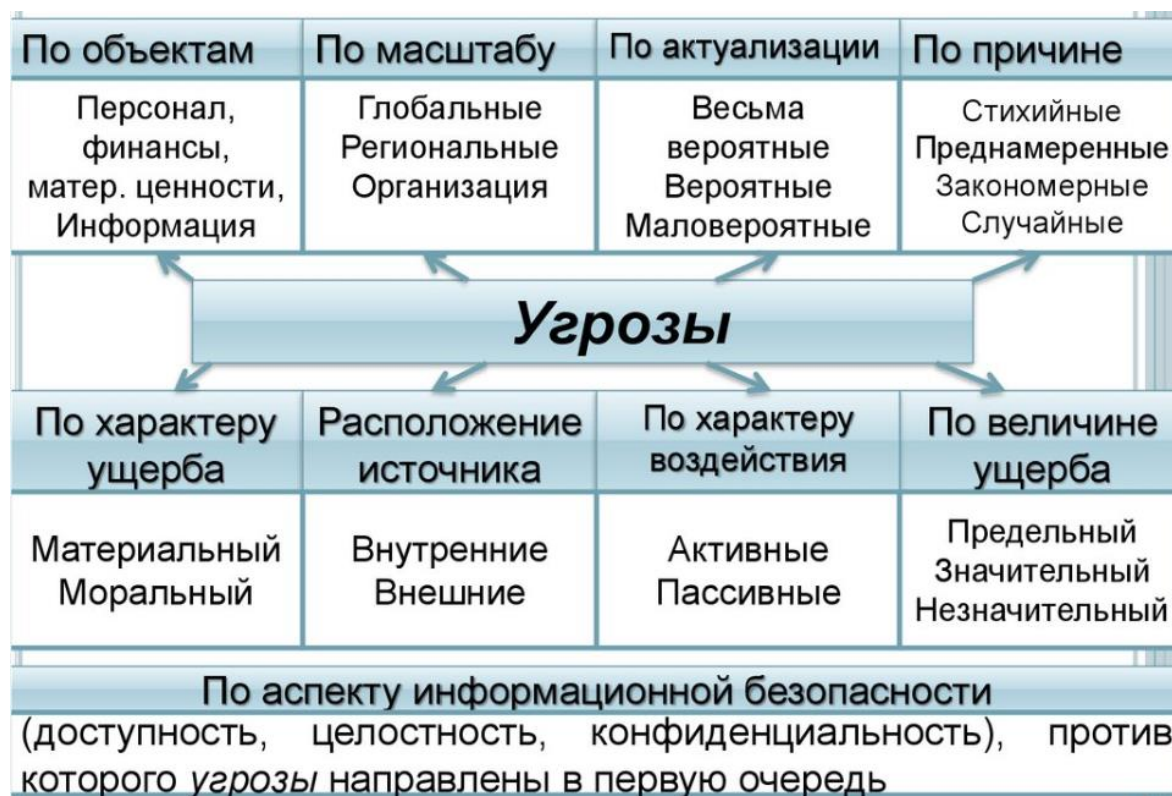 По объектам
Персонал,
финансы,
матер. ценности,
Информация
По масштабу
Глобальные
Региональные
Организация
По актуализации
Весьма
вероятные
Вероятные
Маловероятные
По причине
Стихийные
Преднамеренные
Закономерные
Случайные
Угрозы
По характеру
ущерба
Материальный
Моральный
Расположение
источника
Внутренние
Внешние
По характеру
воздействия
Активные
Пассивные
По величине
ущерба
Предельный
Значительный
Незначительный
По аспекту информационной безопасности
(доступность, целостность, конфиденциальность), против
которого угрозы направлены в первую очередь